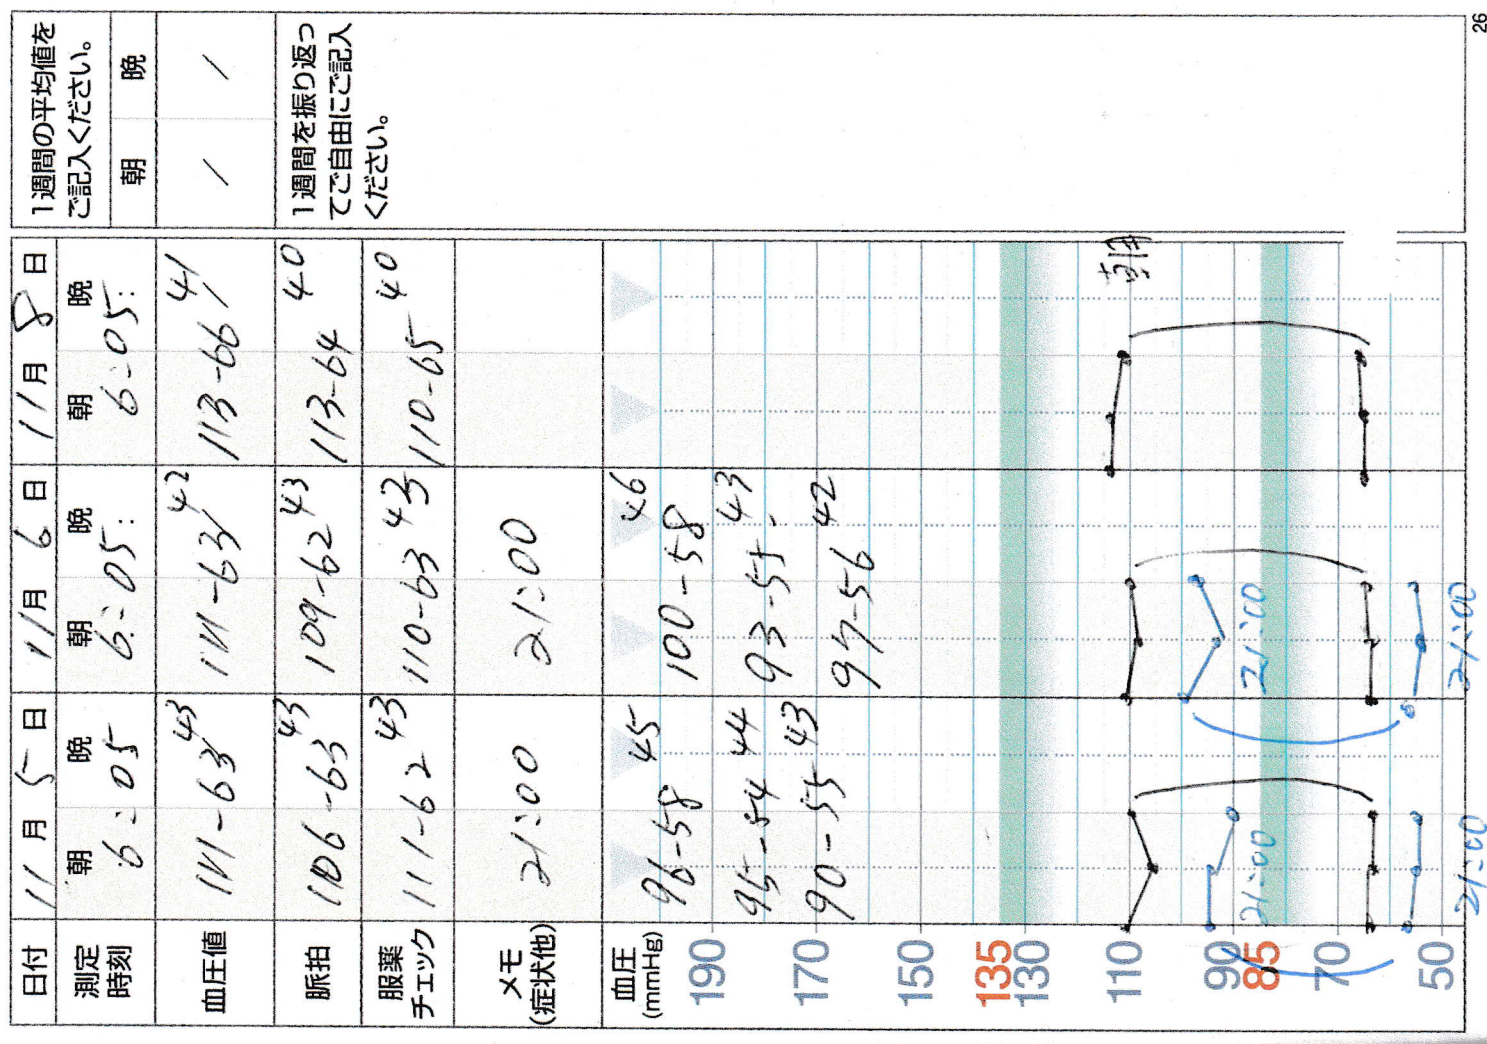 日付 11月5日 11月6日 11月8日 1週間の平均値をご記入ください。
測定時刻 朝 晩 朝 晩 朝 晩 朝 晩
6:05 6:05: 6:05:
血圧値 111-63 43 111-63 42 113-66 41 / /
脈拍 106-63 43 109-62 43 113-64 40
服薬チェック 111-62 43 110-63 43 110-65 40
1週間を振り返ってご自由にご記入ください。
メモ(症状他) 21:00 21:00
血圧(mmHg) 96-58 45 100-58 46
190 95-54 44 93-55 43
170 90-55 43 97-56 42
150
135
130
110 朝
90
85 21:00 21:00
70
50
21:00 21:00
26